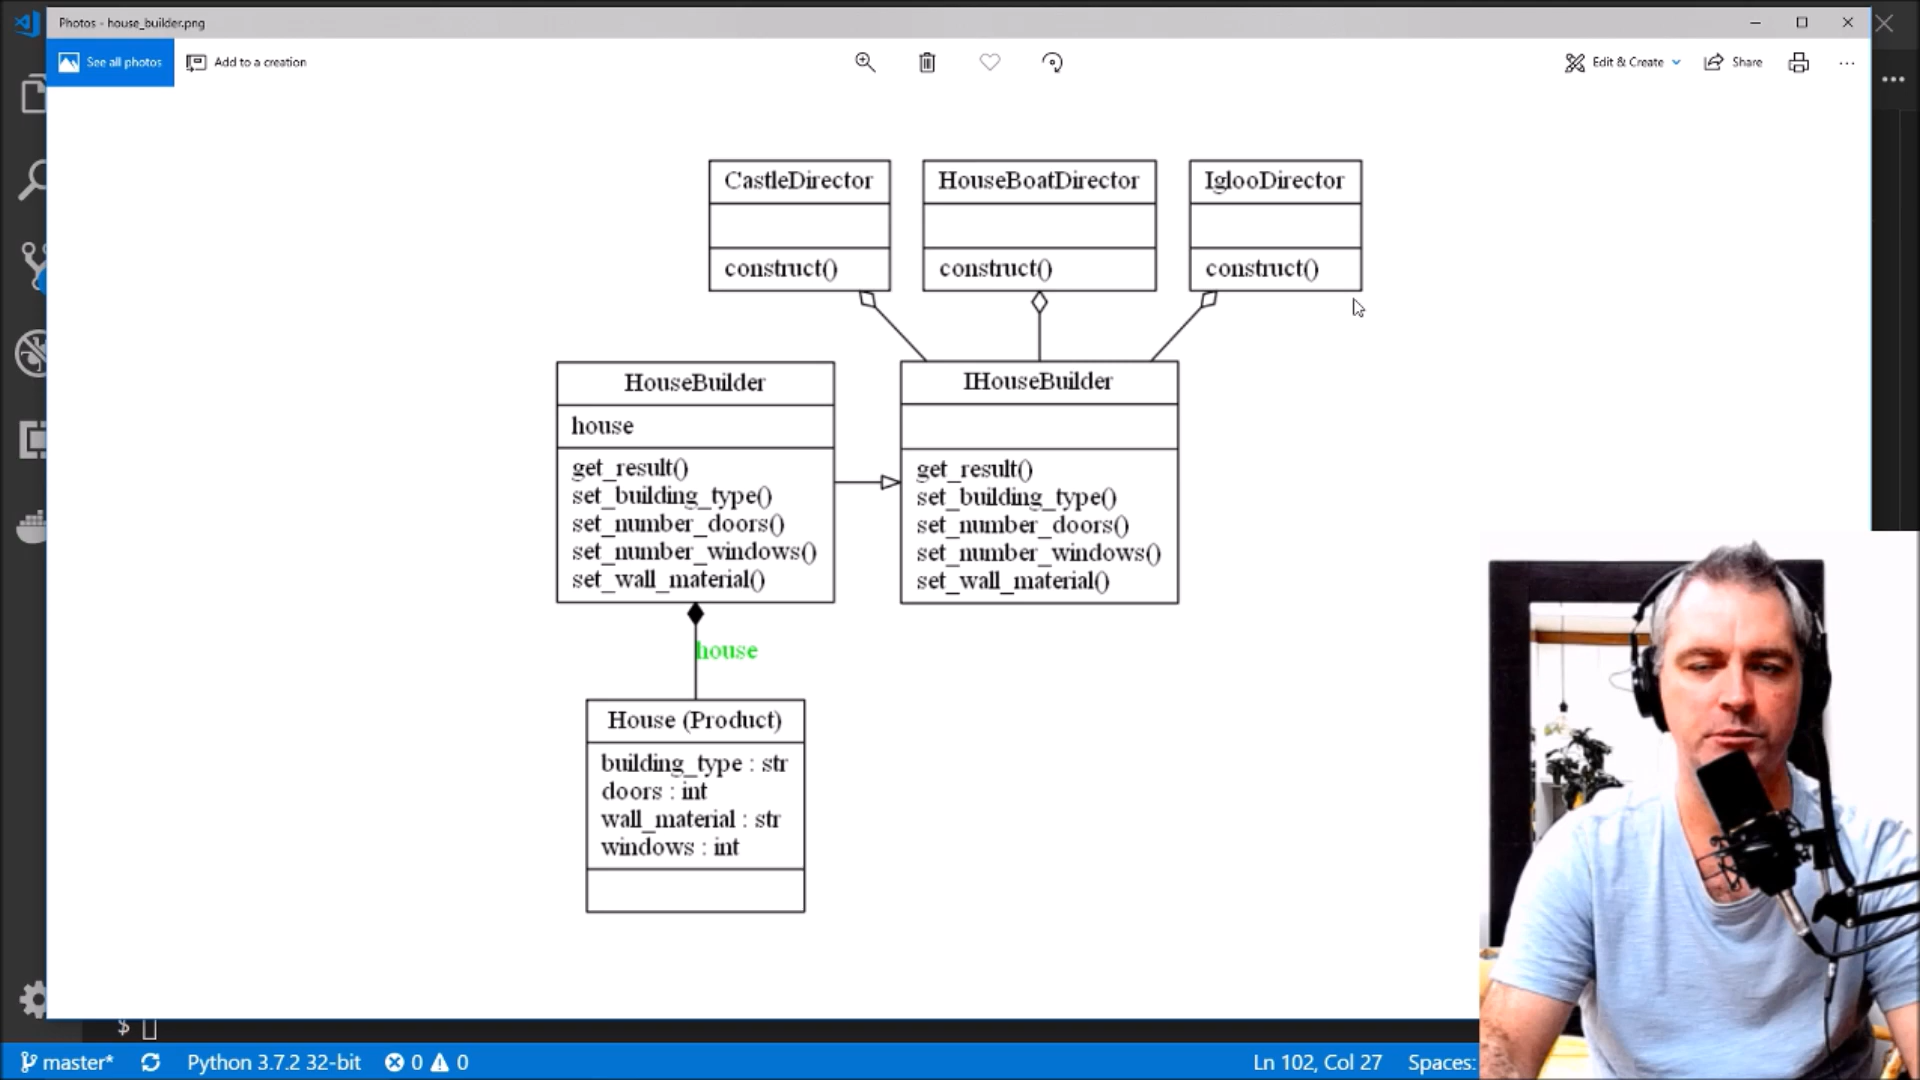 Photos - house_builder.png
See all photos
Add to a creation
Edit & Create
Share
CastleDirector
construct()
HouseBoatDirector
construct()
IglooDirector
construct()
HouseBuilder
house
get_result()
set_building_type()
set_number_doors()
set_number_windows()
set_wall_material()
IHouseBuilder
get_result()
set_building_type()
set_number_doors()
set_number_windows()
set_wall_material()
house
House (Product)
building_type : str
doors : int
wall_material : str
windows : int
$
master*
Python 3.7.2 32-bit
0
0
Ln 102, Col 27
Spaces: